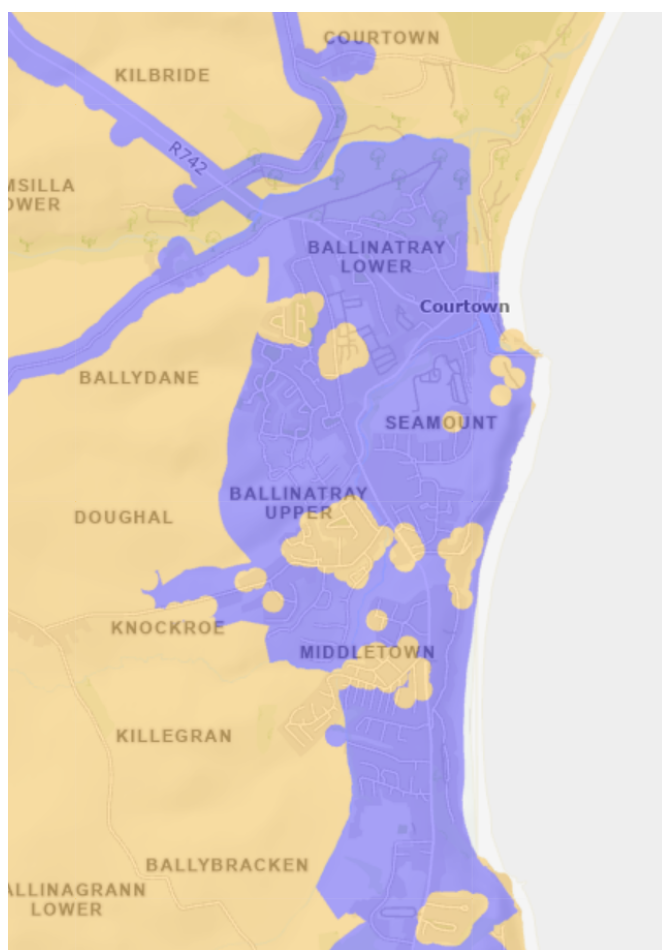 COURTOWN
KILBRIDE
R742
MSILLA
OWER
BALLINATRAY
LOWER
Courtown
BALLYDANE
SEAMOUNT
BALLINATRAY
UPPER
DOUGHAL
KNOCKROE
MIDDLETOWN
KILLEGRAN
BALLYBRACKEN
ALLINAGRANN
LOWER